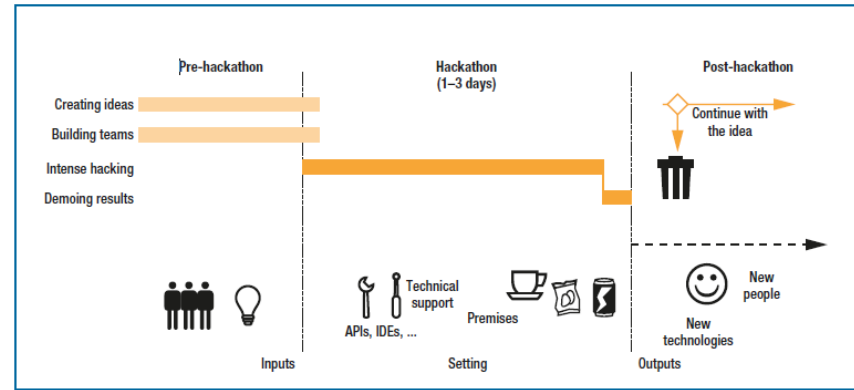 Pre-hackathon
Hackathon
(1–3 days)
Post-hackathon
Creating ideas
Building teams
Intense hacking
Demoing results
Continue with
the idea
Technical
support
APIs, IDEs, ...
Premises
New
people
New
technologies
Inputs
Setting
Outputs